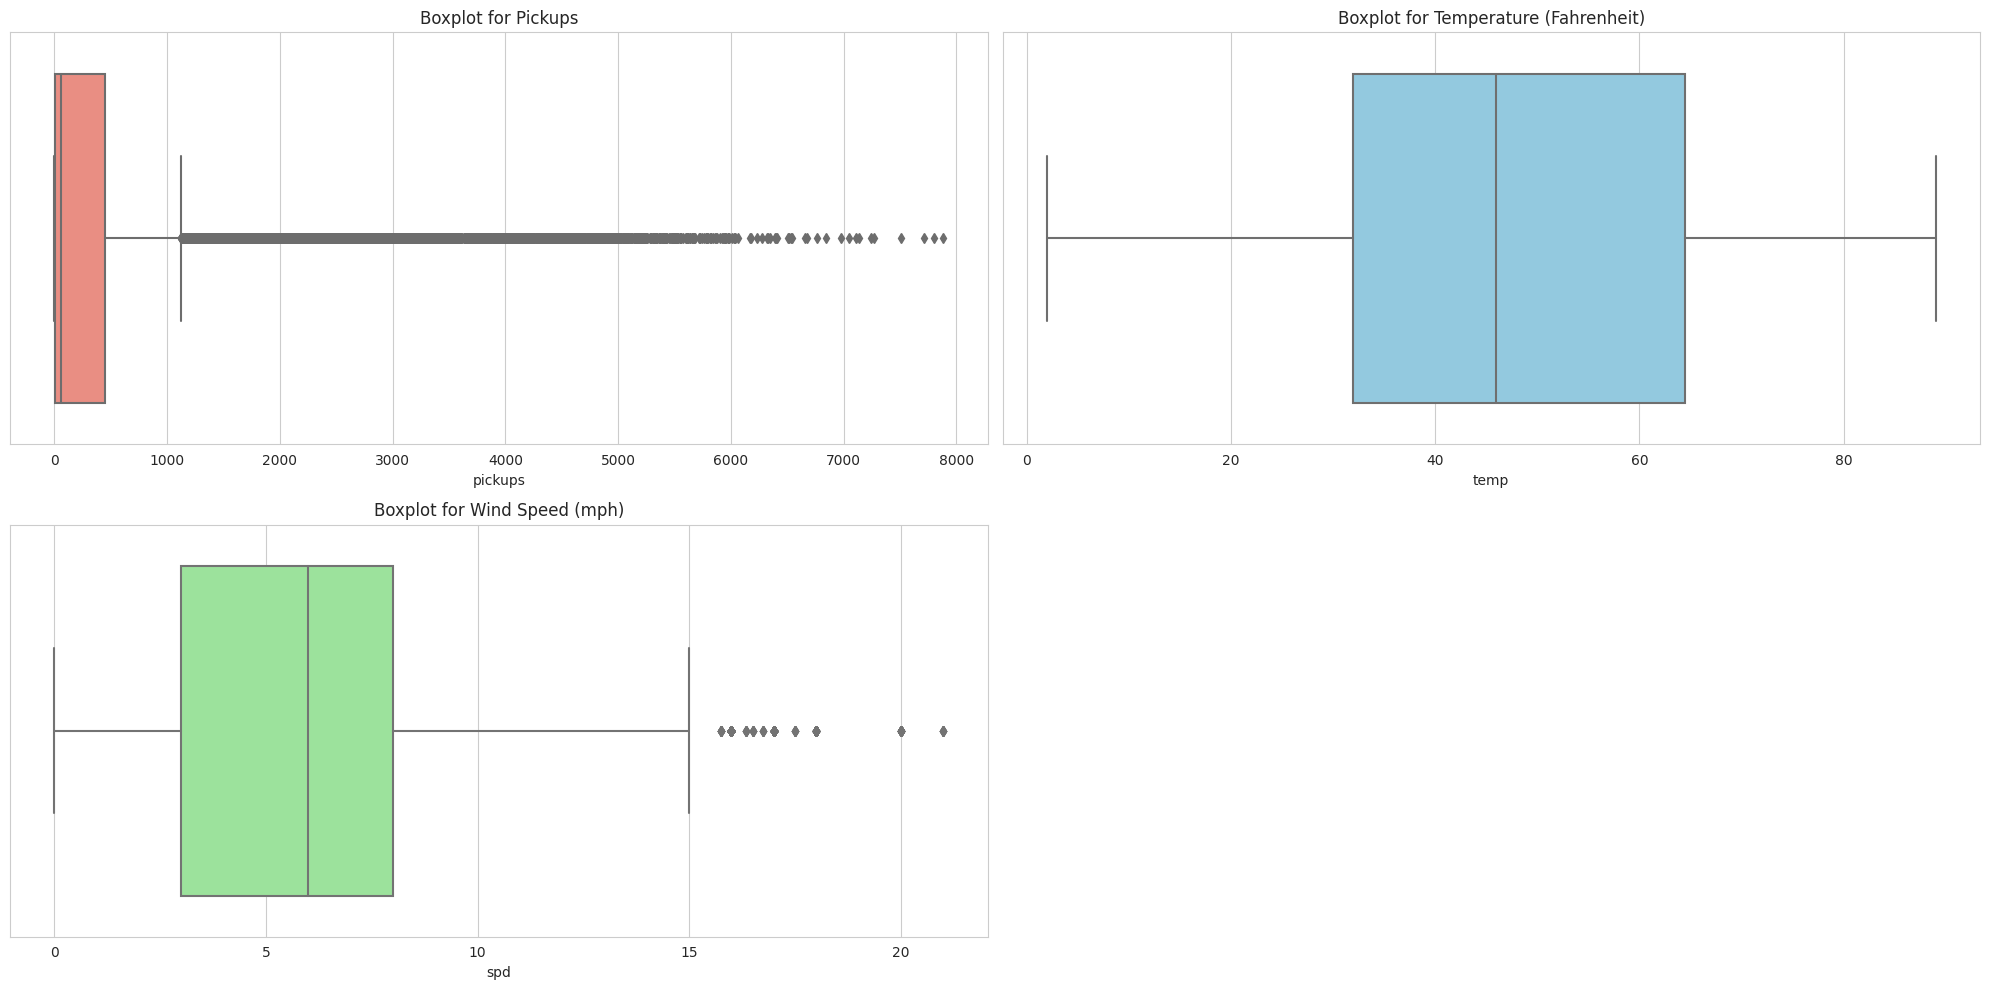 Boxplot for Pickups
0 1000 2000 3000 4000 5000 6000 7000 8000
pickups
Boxplot for Temperature (Fahrenheit)
0 20 40 60 80
temp
Boxplot for Wind Speed (mph)
0 5 10 15 20
spd